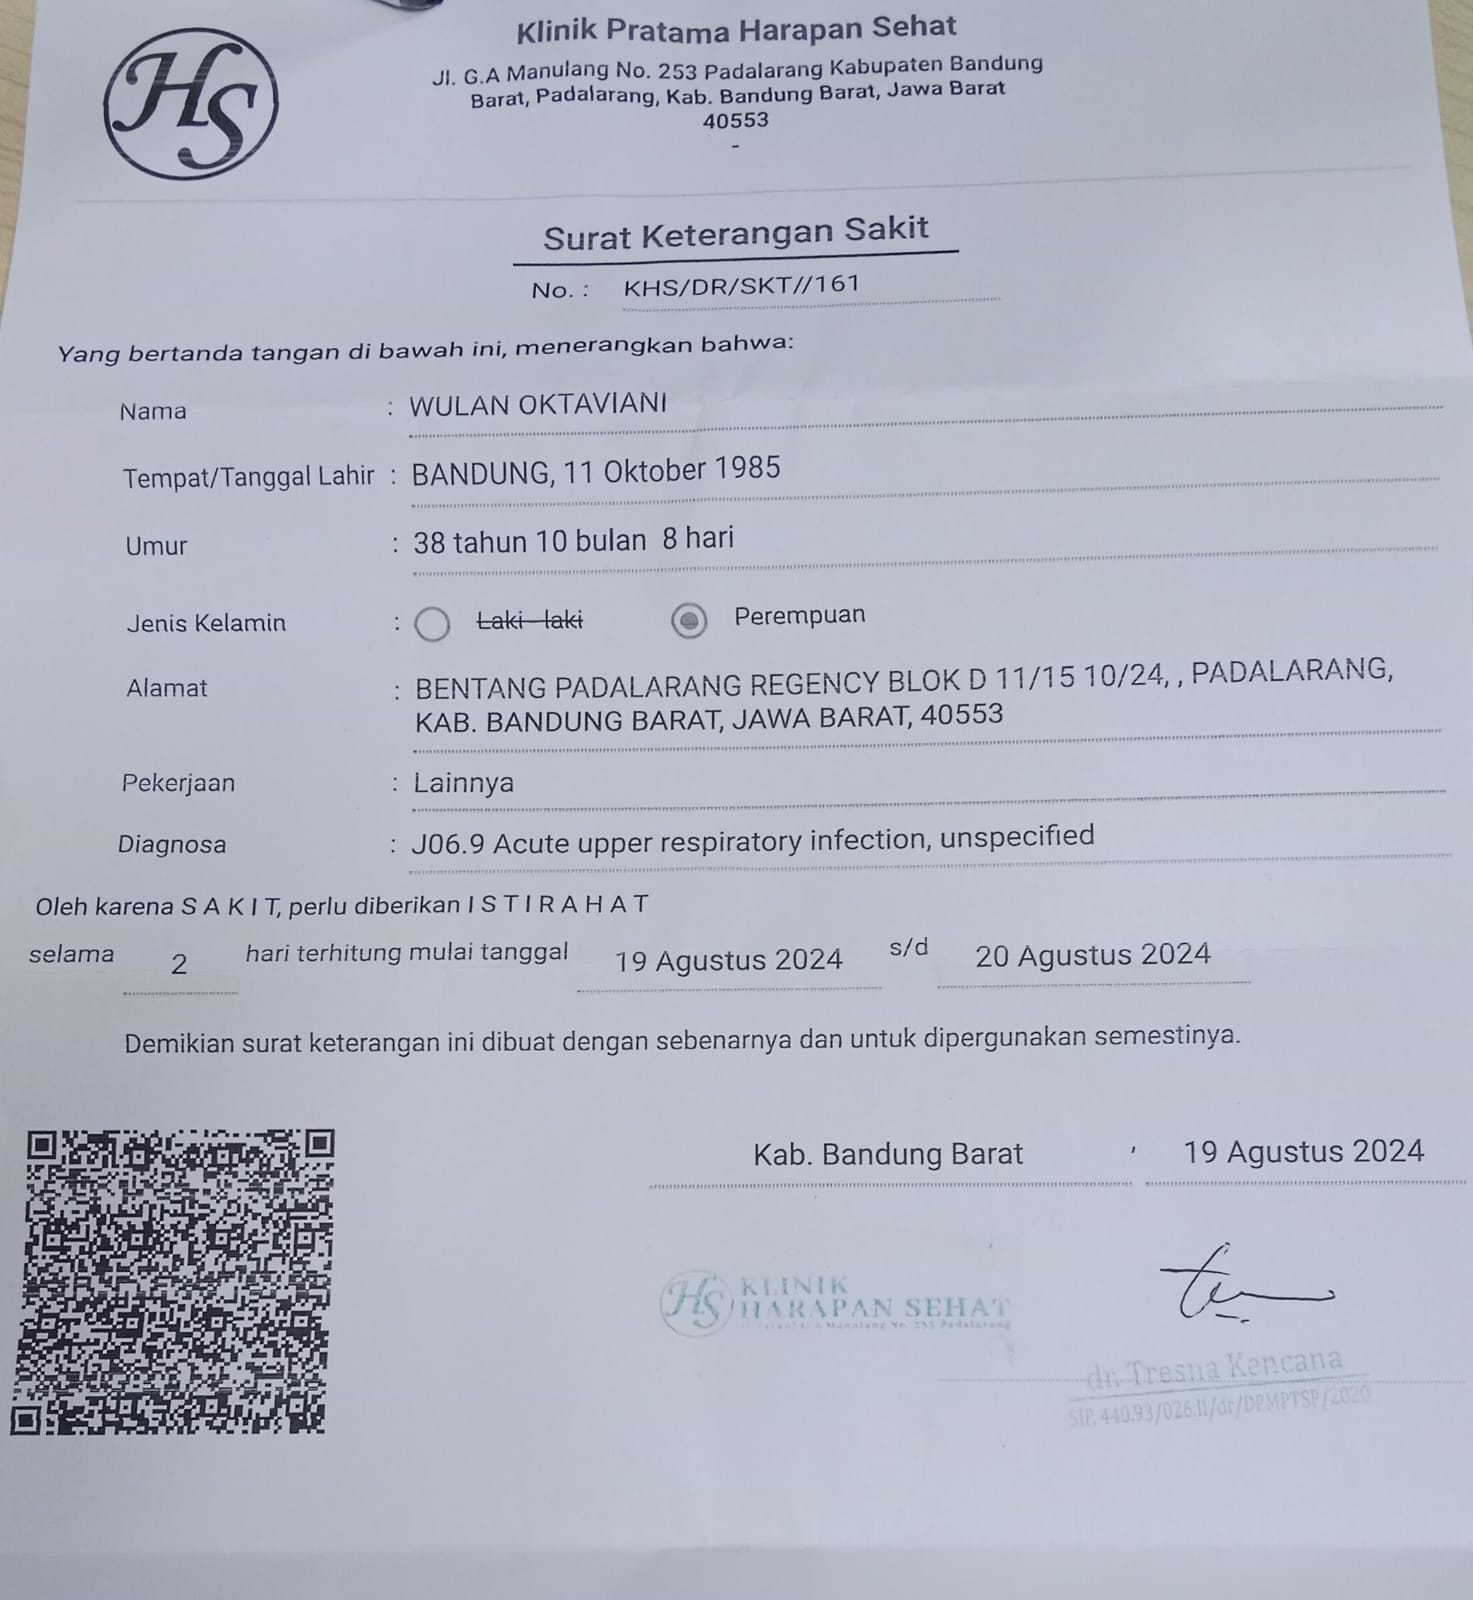 HS
Klinik Pratama Harapan Sehat
Jl. G.A Manulang No. 253 Padalarang Kabupaten Bandung
Barat, Padalarang, Kab. Bandung Barat, Jawa Barat
40553
-
Surat Keterangan Sakit
No. : KHS/DR/SKT//161
Yang bertanda tangan di bawah ini, menerangkan bahwa:
Nama : WULAN OKTAVIANI
Tempat/Tanggal Lahir : BANDUNG, 11 Oktober 1985
Umur : 38 tahun 10 bulan 8 hari
Jenis Kelamin : Laki-laki Perempuan
Alamat : BENTANG PADALARANG REGENCY BLOK D 11/15 10/24, , PADALARANG,
KAB. BANDUNG BARAT, JAWA BARAT, 40553
Pekerjaan : Lainnya
Diagnosa : J06.9 Acute upper respiratory infection, unspecified
Oleh karena S A K I T, perlu diberikan I S T I R A H A T
selama 2 hari terhitung mulai tanggal 19 Agustus 2024 s/d 20 Agustus 2024
Demikian surat keterangan ini dibuat dengan sebenarnya dan untuk dipergunakan semestinya.
Kab. Bandung Barat , 19 Agustus 2024
HS KLINIK
HARAPAN SEHAT
Manulang No. 253 Padalarang
dr. Tresna Kencana
SIP. 440.93/026.II/dr/DPMPTSP/2020